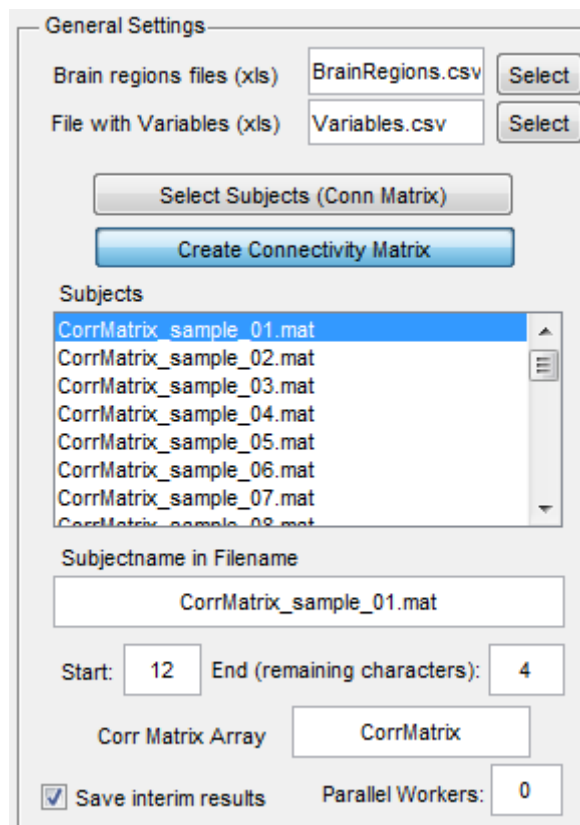 General Settings
Brain regions files (xls) BrainRegions.csv Select
File with Variables (xls) Variables.csv Select
Select Subjects (Conn Matrix)
Create Connectivity Matrix
Subjects
CorrMatrix_sample_01.mat
CorrMatrix_sample_02.mat
CorrMatrix_sample_03.mat
CorrMatrix_sample_04.mat
CorrMatrix_sample_05.mat
CorrMatrix_sample_06.mat
CorrMatrix_sample_07.mat
CorrMatrix_sample_08.mat
Subjectname in Filename
CorrMatrix_sample_01.mat
Start: 12 End (remaining characters): 4
Corr Matrix Array CorrMatrix
Save interim results Parallel Workers: 0